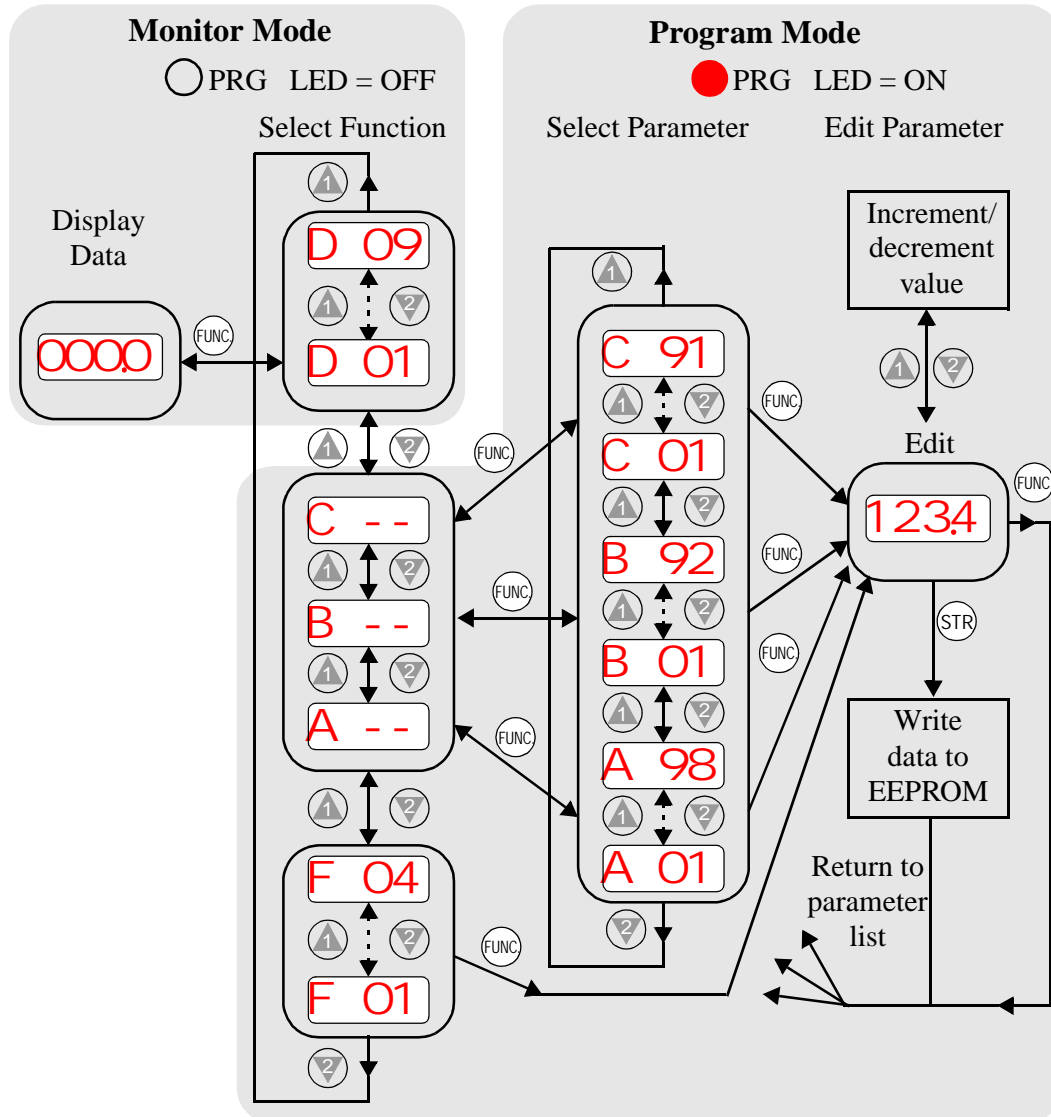 Monitor Mode
PRG LED = OFF
Select Function
Program Mode
PRG LED = ON
Select Parameter
Edit Parameter
Display
Data
000.0
FUNC.
1
D 09
1
2
D 01
1
2
C - -
1
2
B - -
1
2
A - -
1
2
F 04
1
2
F 01
2
FUNC.
FUNC.
FUNC.
FUNC.
1
C 91
1
2
C 01
1
2
B 92
1
2
B 01
1
2
A 98
1
2
A 01
2
FUNC.
FUNC.
FUNC.
Increment/
decrement
value
1
2
Edit
123.4
FUNC.
STR
Write
data to
EEPROM
Return to
parameter
list